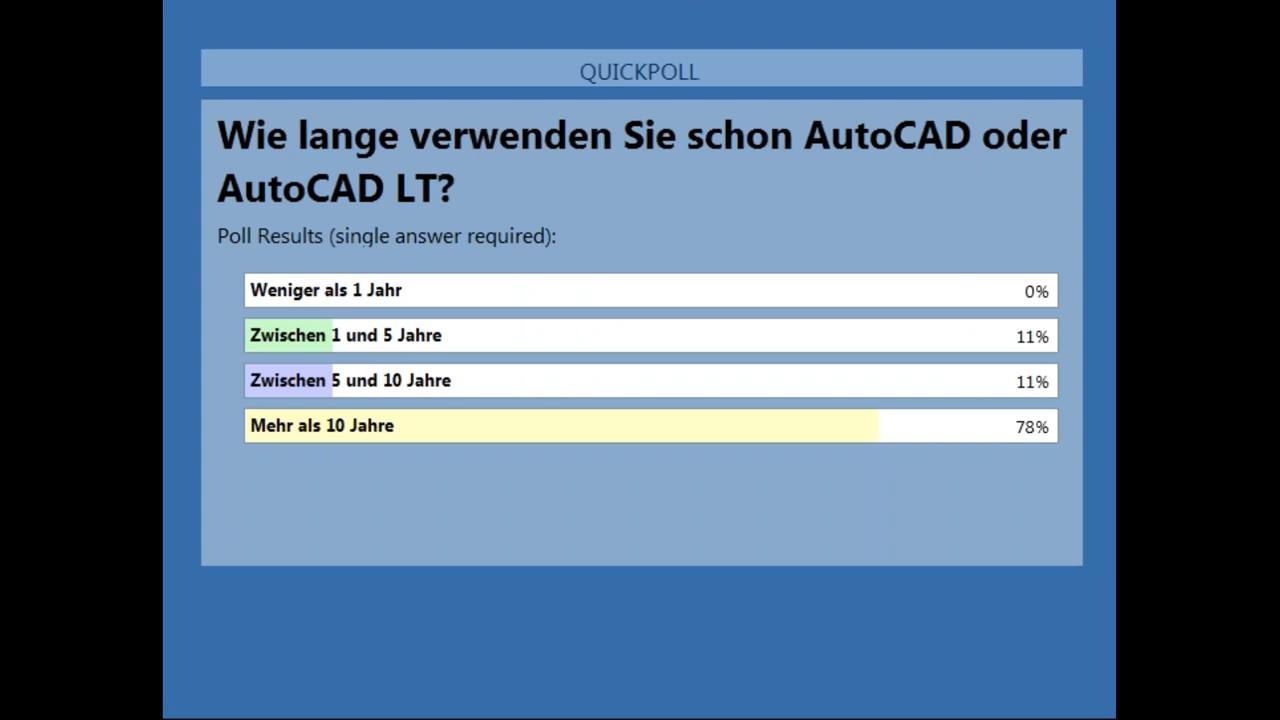 QUICKPOLL
Wie lange verwenden Sie schon AutoCAD oder
AutoCAD LT?
Poll Results (single answer required):
Weniger als 1 Jahr 0%
Zwischen 1 und 5 Jahre 11%
Zwischen 5 und 10 Jahre 11%
Mehr als 10 Jahre 78%